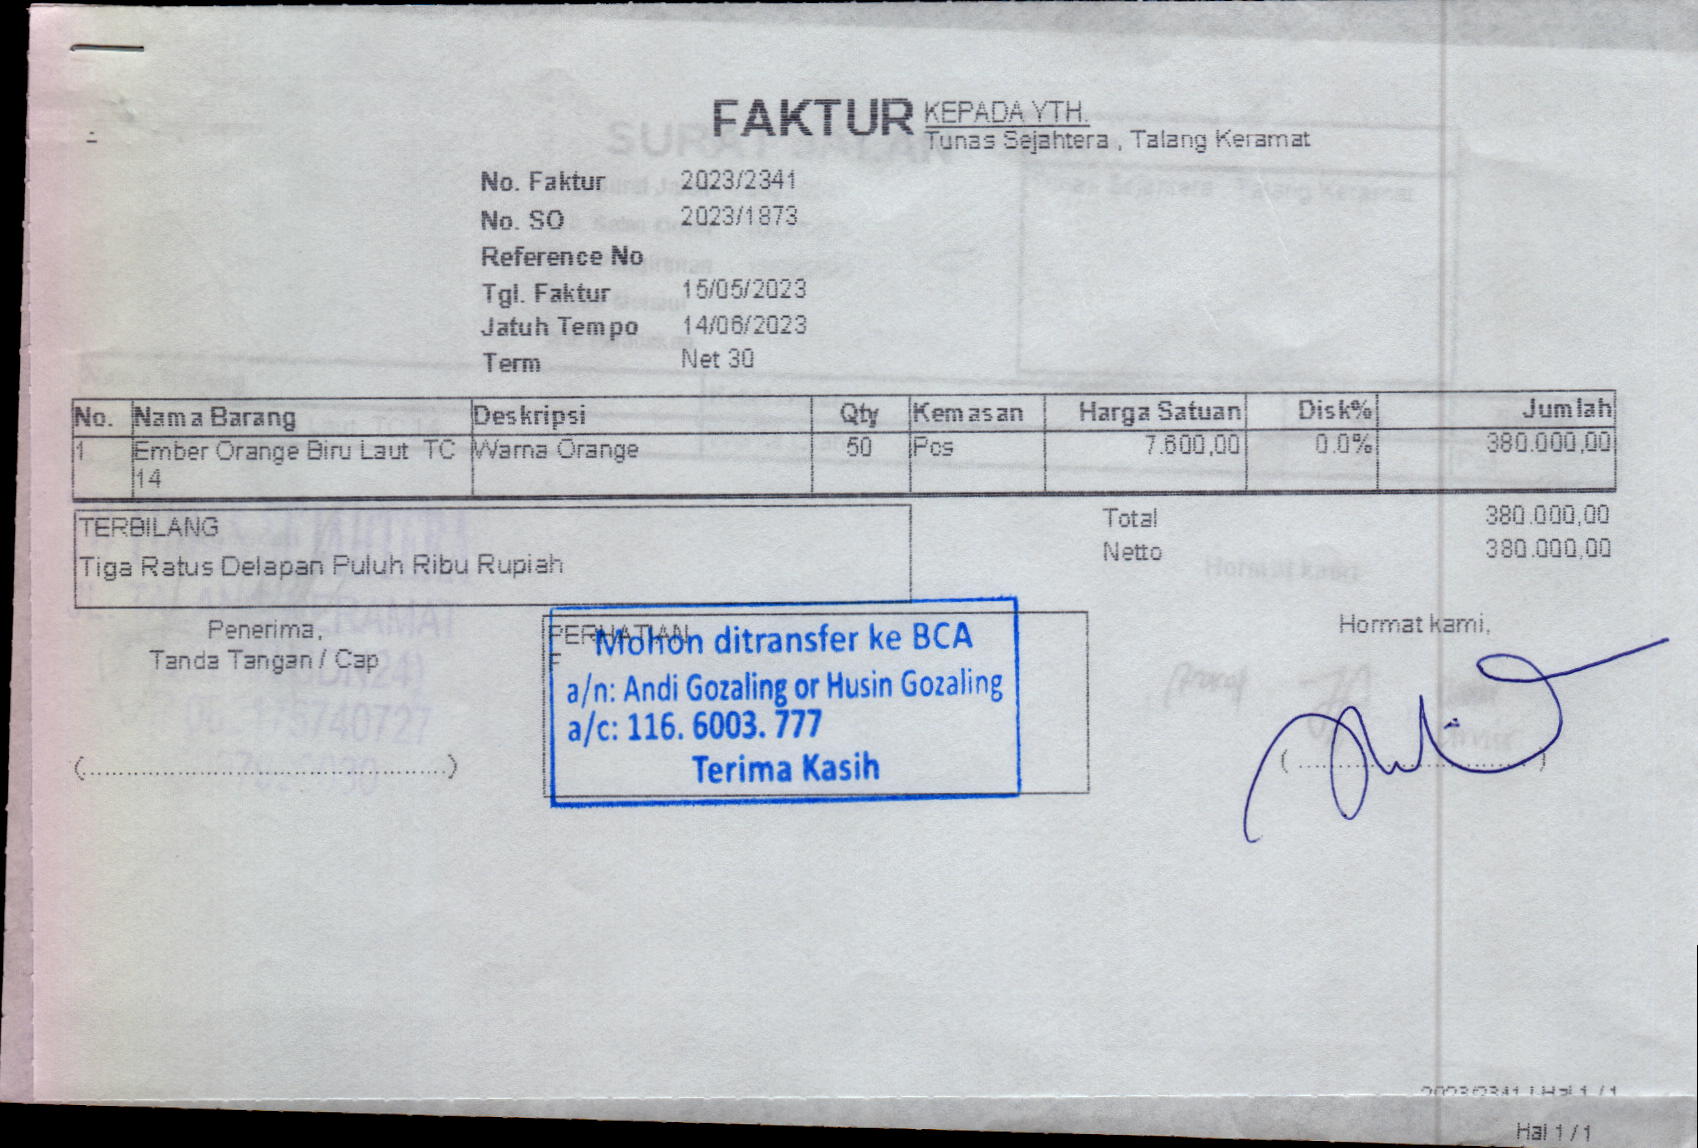 FAKTUR
KEPADA YTH.
Tunas Sejahtera , Talang Keramat
No. Faktur 2023/2341
No. SO 2023/1873
Reference No
Tgl. Faktur 15/05/2023
Jatuh Tempo 14/06/2023
Term Net 30
No. Nama Barang Deskripsi Qty Kemasan Harga Satuan Disk% Jumlah
1 Ember Orange Biru Laut TC Warna Orange 50 Pcs 7.600,00 0.0% 380.000,00
14
TERBILANG
Tiga Ratus Delapan Puluh Ribu Rupiah
Total 380.000,00
Netto 380.000,00
Penerima,
Tanda Tangan / Cap
(..........................................)
PERHATIAN
Mohon ditransfer ke BCA
a/n: Andi Gozaling or Husin Gozaling
a/c: 116. 6003. 777
Terima Kasih
Hormat kami,
(..............................)
2023/2341 | Hal 1 / 1
Hal 1 / 1